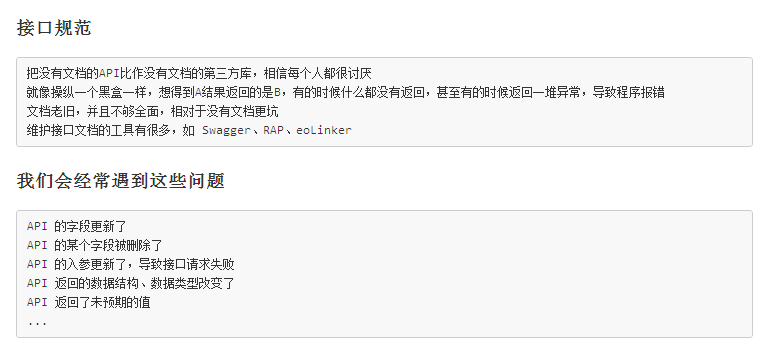 接口规范
把没有文档的API比作没有文档的第三方库，相信每个人都很讨厌
就像操纵一个黑盒一样，想得到A结果返回的是B，有的时候什么都没有返回，甚至有的时候返回一堆异常，导致程序报错
文档老旧，并且不够全面，相对于没有文档更坑
维护接口文档的工具有很多，如 Swagger、RAP、eoLinker
我们会经常遇到这些问题
API 的字段更新了
API 的某个字段被删除了
API 的入参更新了，导致接口请求失败
API 返回的数据结构、数据类型改变了
API 返回了未预期的值
...